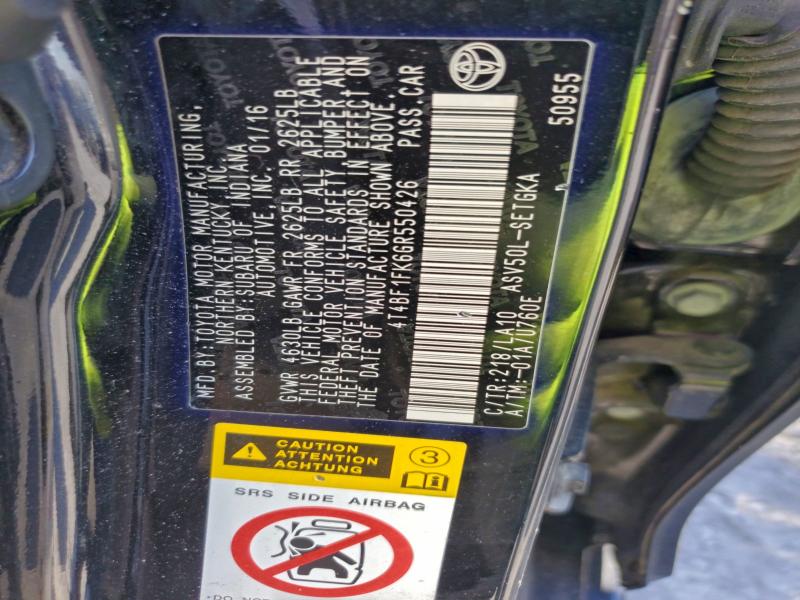 MFD.BY: TOYOTA MOTOR MANUFACTURING,
NORTHERN KENTUCKY, INC.
ASSEMBLED BY:SUBARU OF INDIANA
AUTOMOTIVE, INC. 01/16
GVWR 4630LB GAWR FR 2625LB RR 2625LB
THIS VEHICLE CONFORMS TO ALL APPLICABLE
FEDERAL MOTOR VEHICLE SAFETY BUMPER AND
THEFT PREVENTION STANDARDS IN EFFECT ON
THE DATE OF MANUFACTURE SHOWN ABOVE.
4T4BF1FK6GR550426 PASS.CAR
C/TR:218/LA10 ASV50L-SETGKA
A/TM:-01A/U760E 50955
TOYOTA
CAUTION
ATTENTION
ACHTUNG
3
SRS SIDE AIRBAG